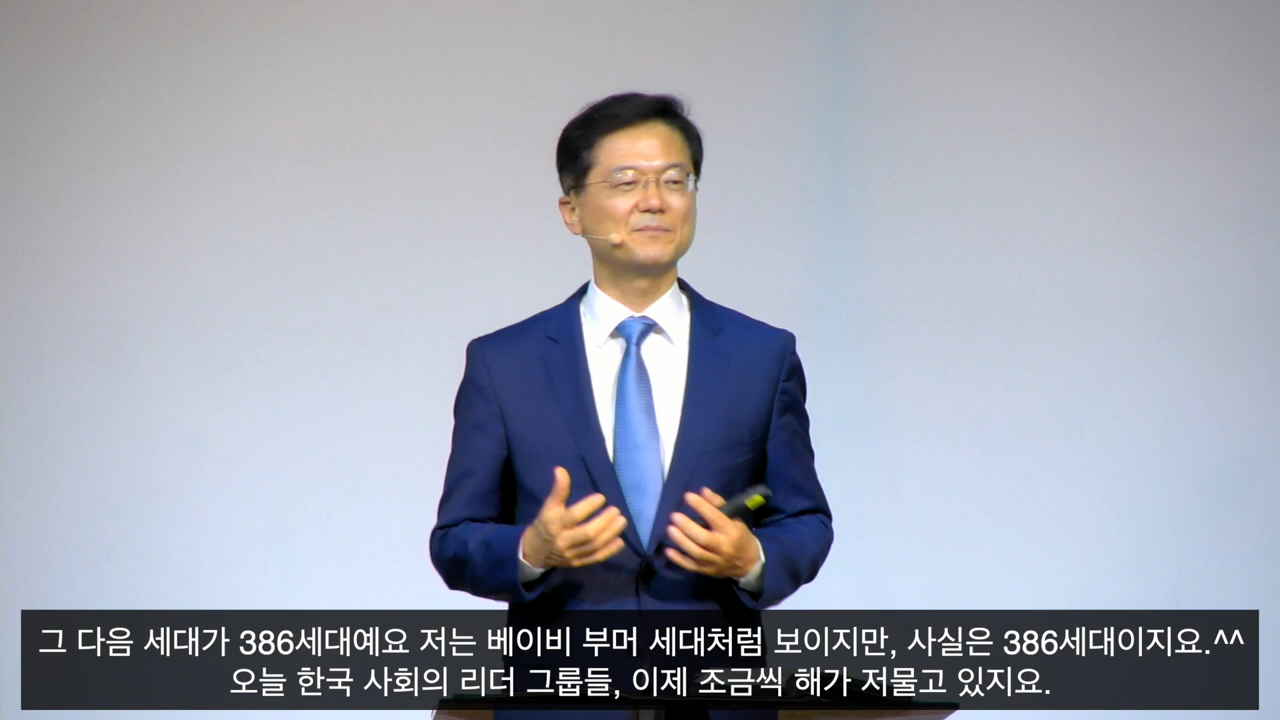 그 다음 세대가 386세대예요 저는 베이비 부머 세대처럼 보이지만, 사실은 386세대이지요.^^
오늘 한국 사회의 리더 그룹들, 이제 조금씩 해가 저물고 있지요.